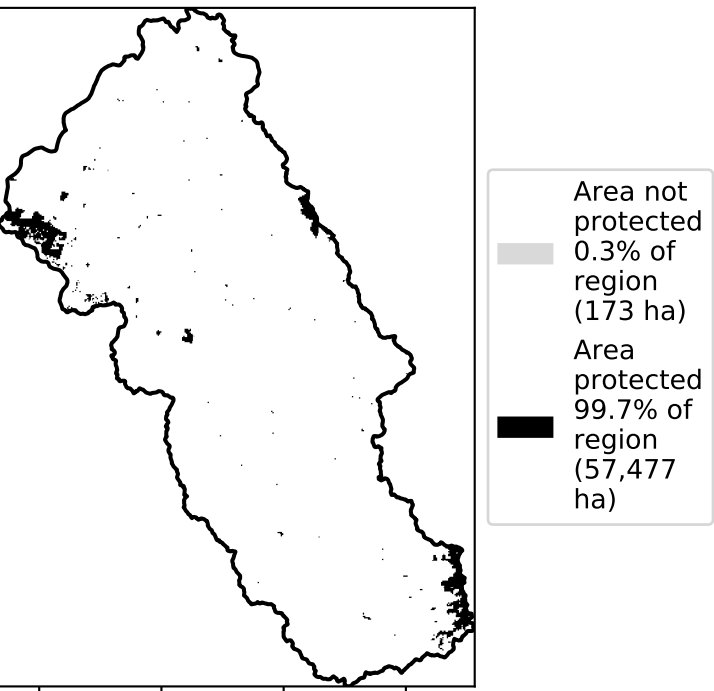 Area not
protected
0.3% of
region
(173 ha)
Area
protected
99.7% of
region
(57,477
ha)